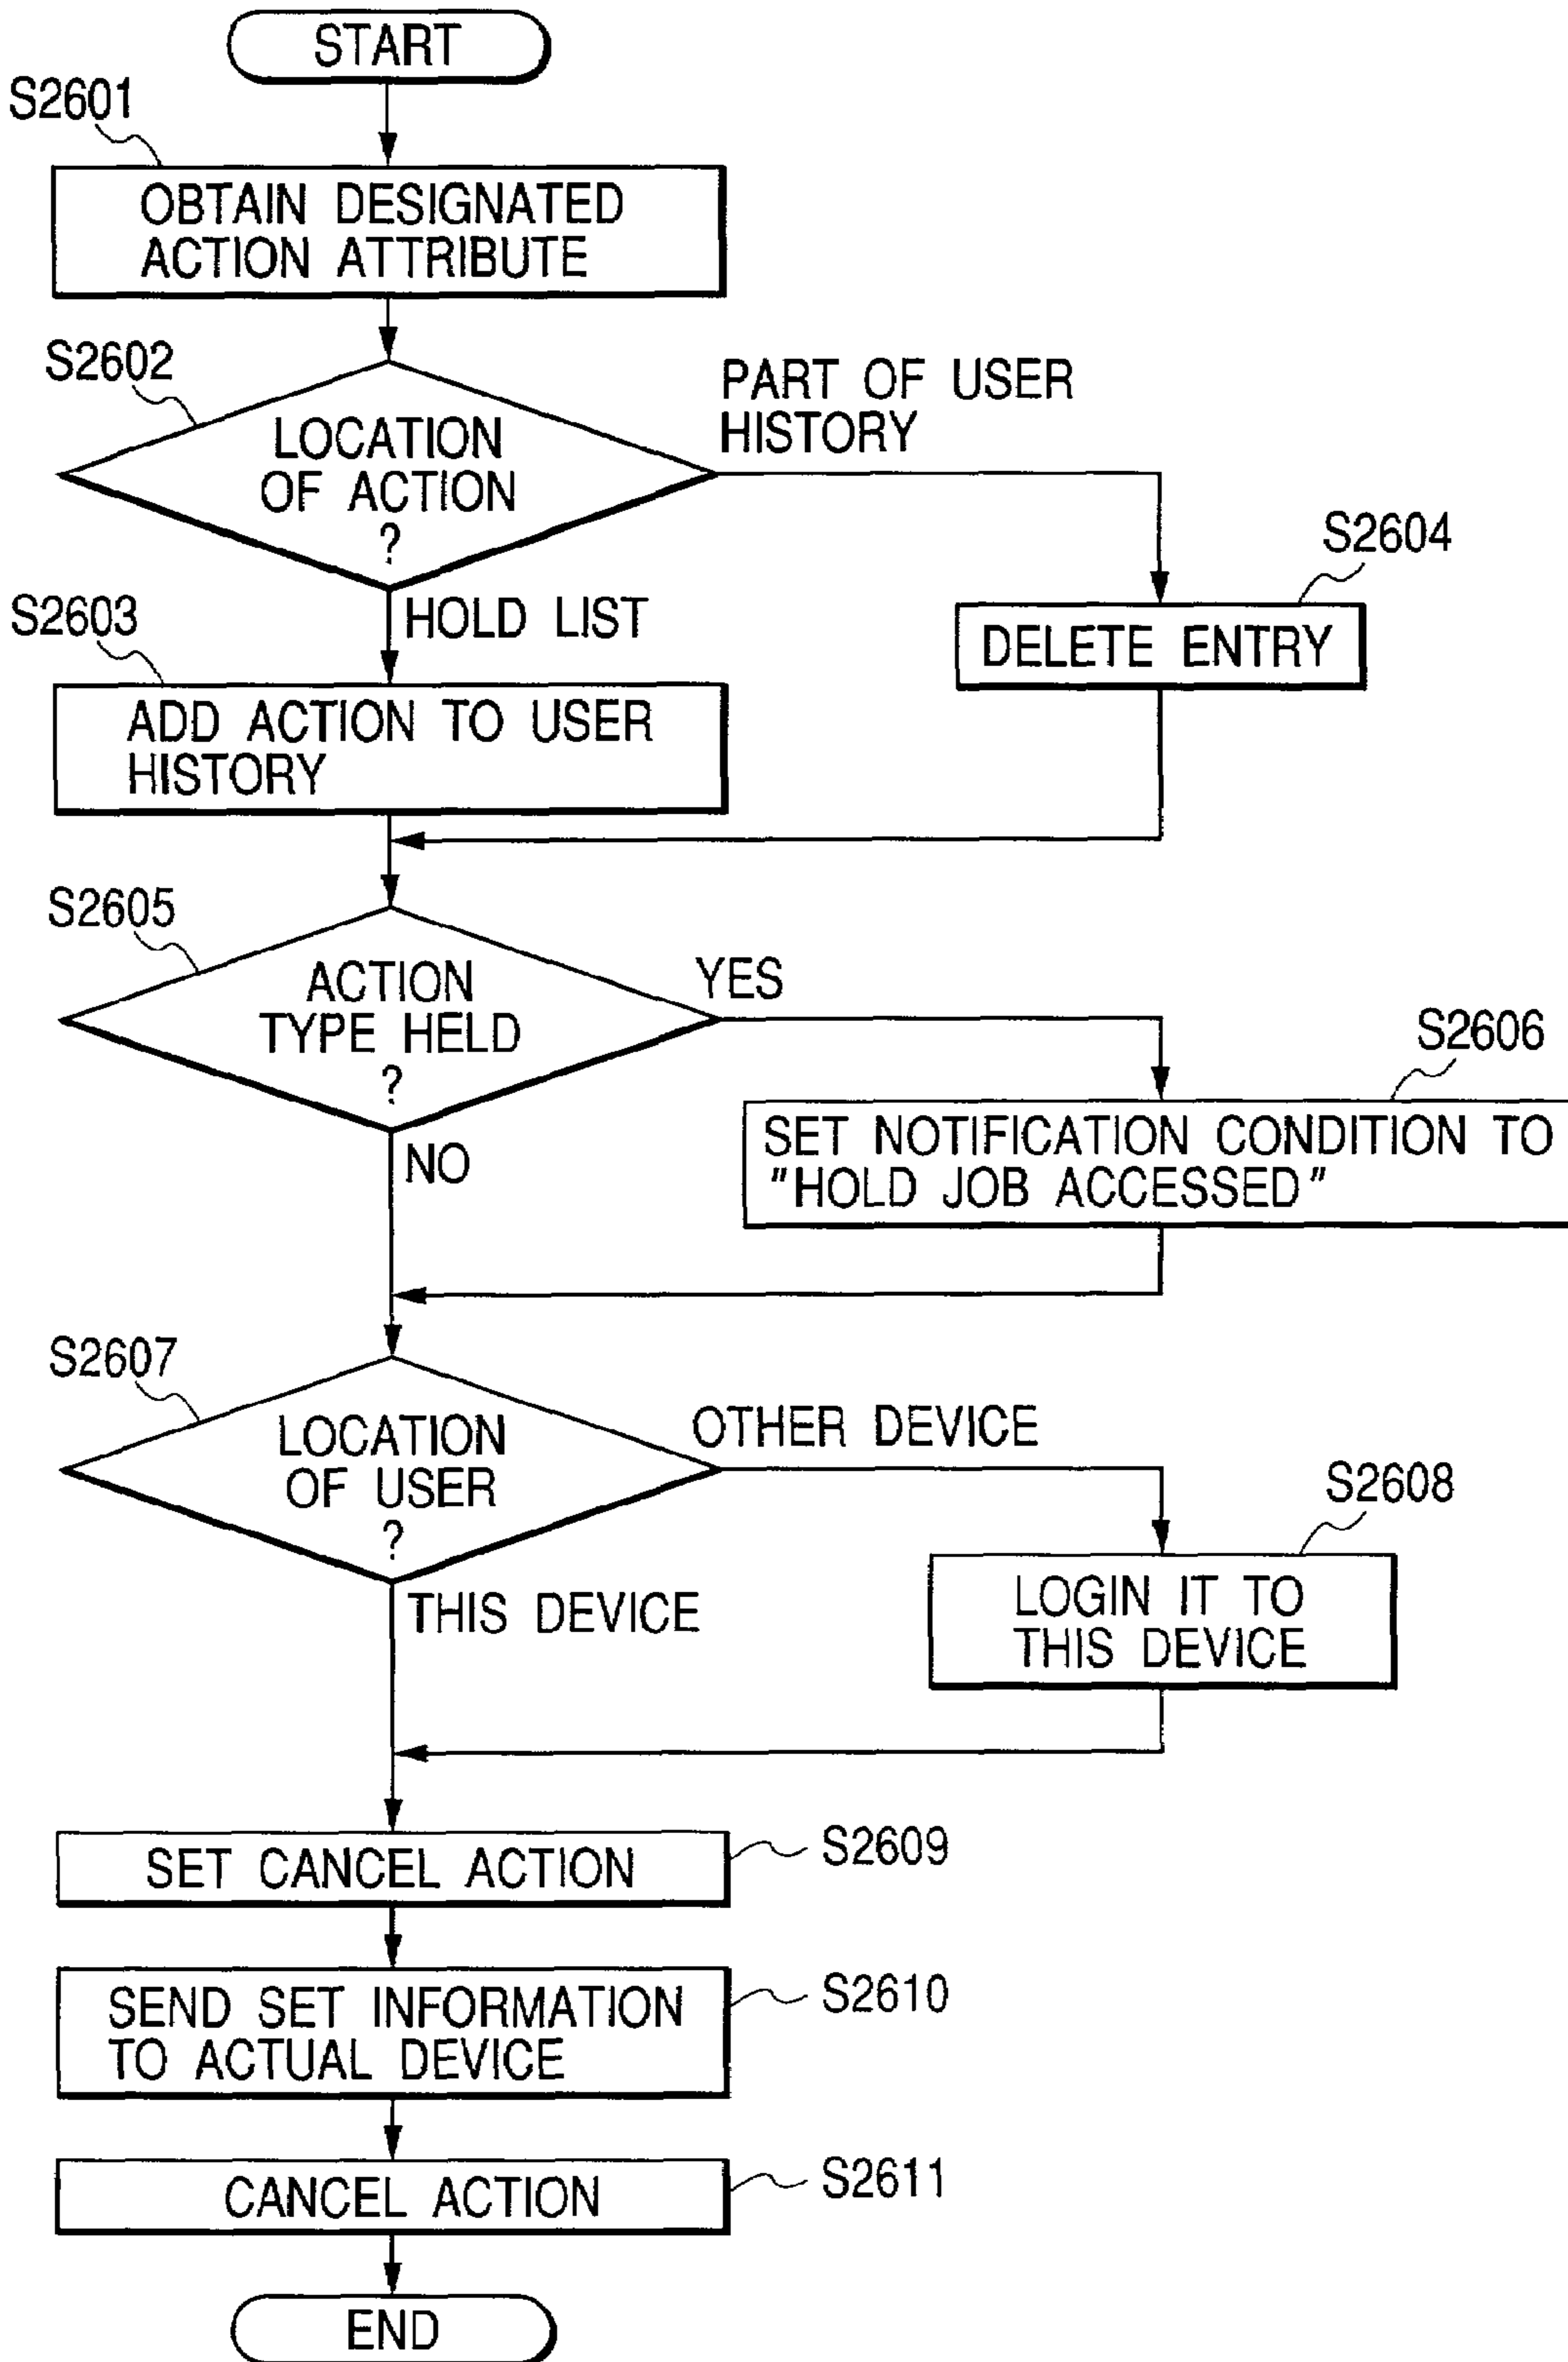 START
S2601
OBTAIN DESIGNATED
ACTION ATTRIBUTE
S2602
LOCATION
OF ACTION
?
PART OF USER
HISTORY
HOLD LIST
S2603
ADD ACTION TO USER
HISTORY
S2604
DELETE ENTRY
S2605
ACTION
TYPE HELD
?
YES
NO
S2606
SET NOTIFICATION CONDITION TO
"HOLD JOB ACCESSED"
S2607
LOCATION
OF USER
?
OTHER DEVICE
THIS DEVICE
S2608
LOGIN IT TO
THIS DEVICE
SET CANCEL ACTION
S2609
SEND SET INFORMATION
TO ACTUAL DEVICE
S2610
CANCEL ACTION
S2611
END